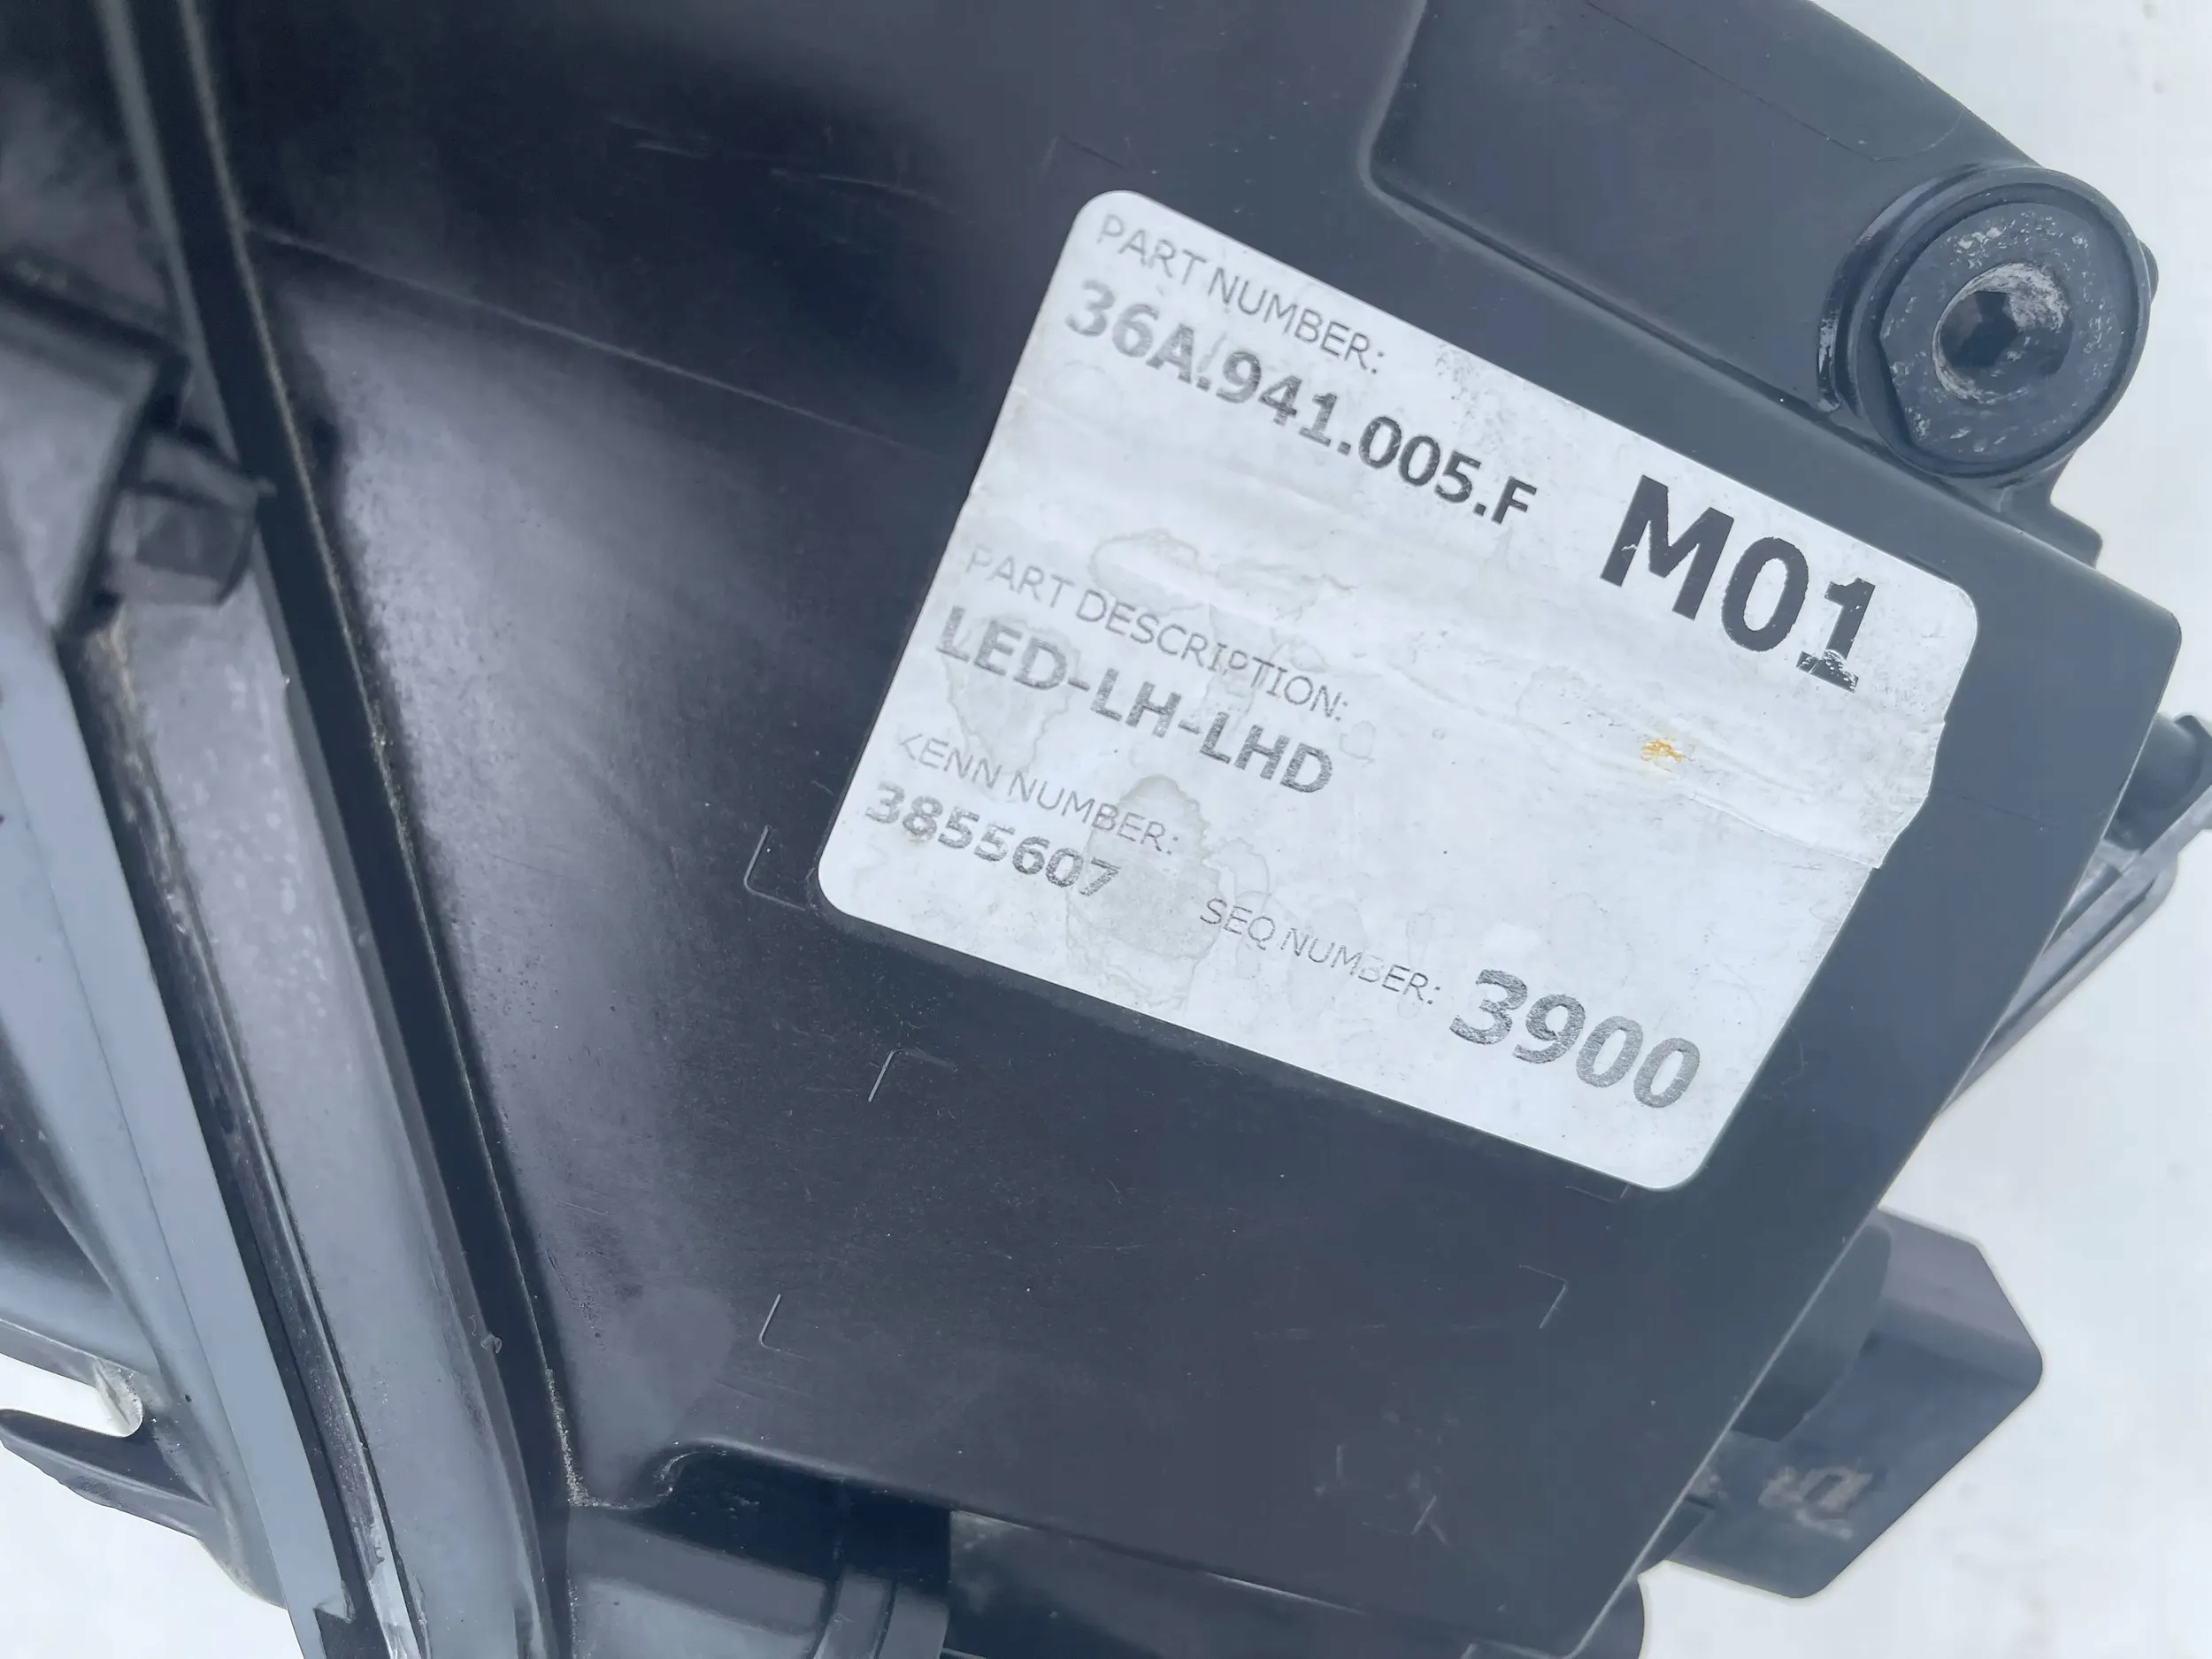 PART NUMBER:
36A.941.005.F
M01
PART DESCRIPTION:
LED-LH-LHD
KENN NUMBER:
3855607
SEQ NUMBER: 3900